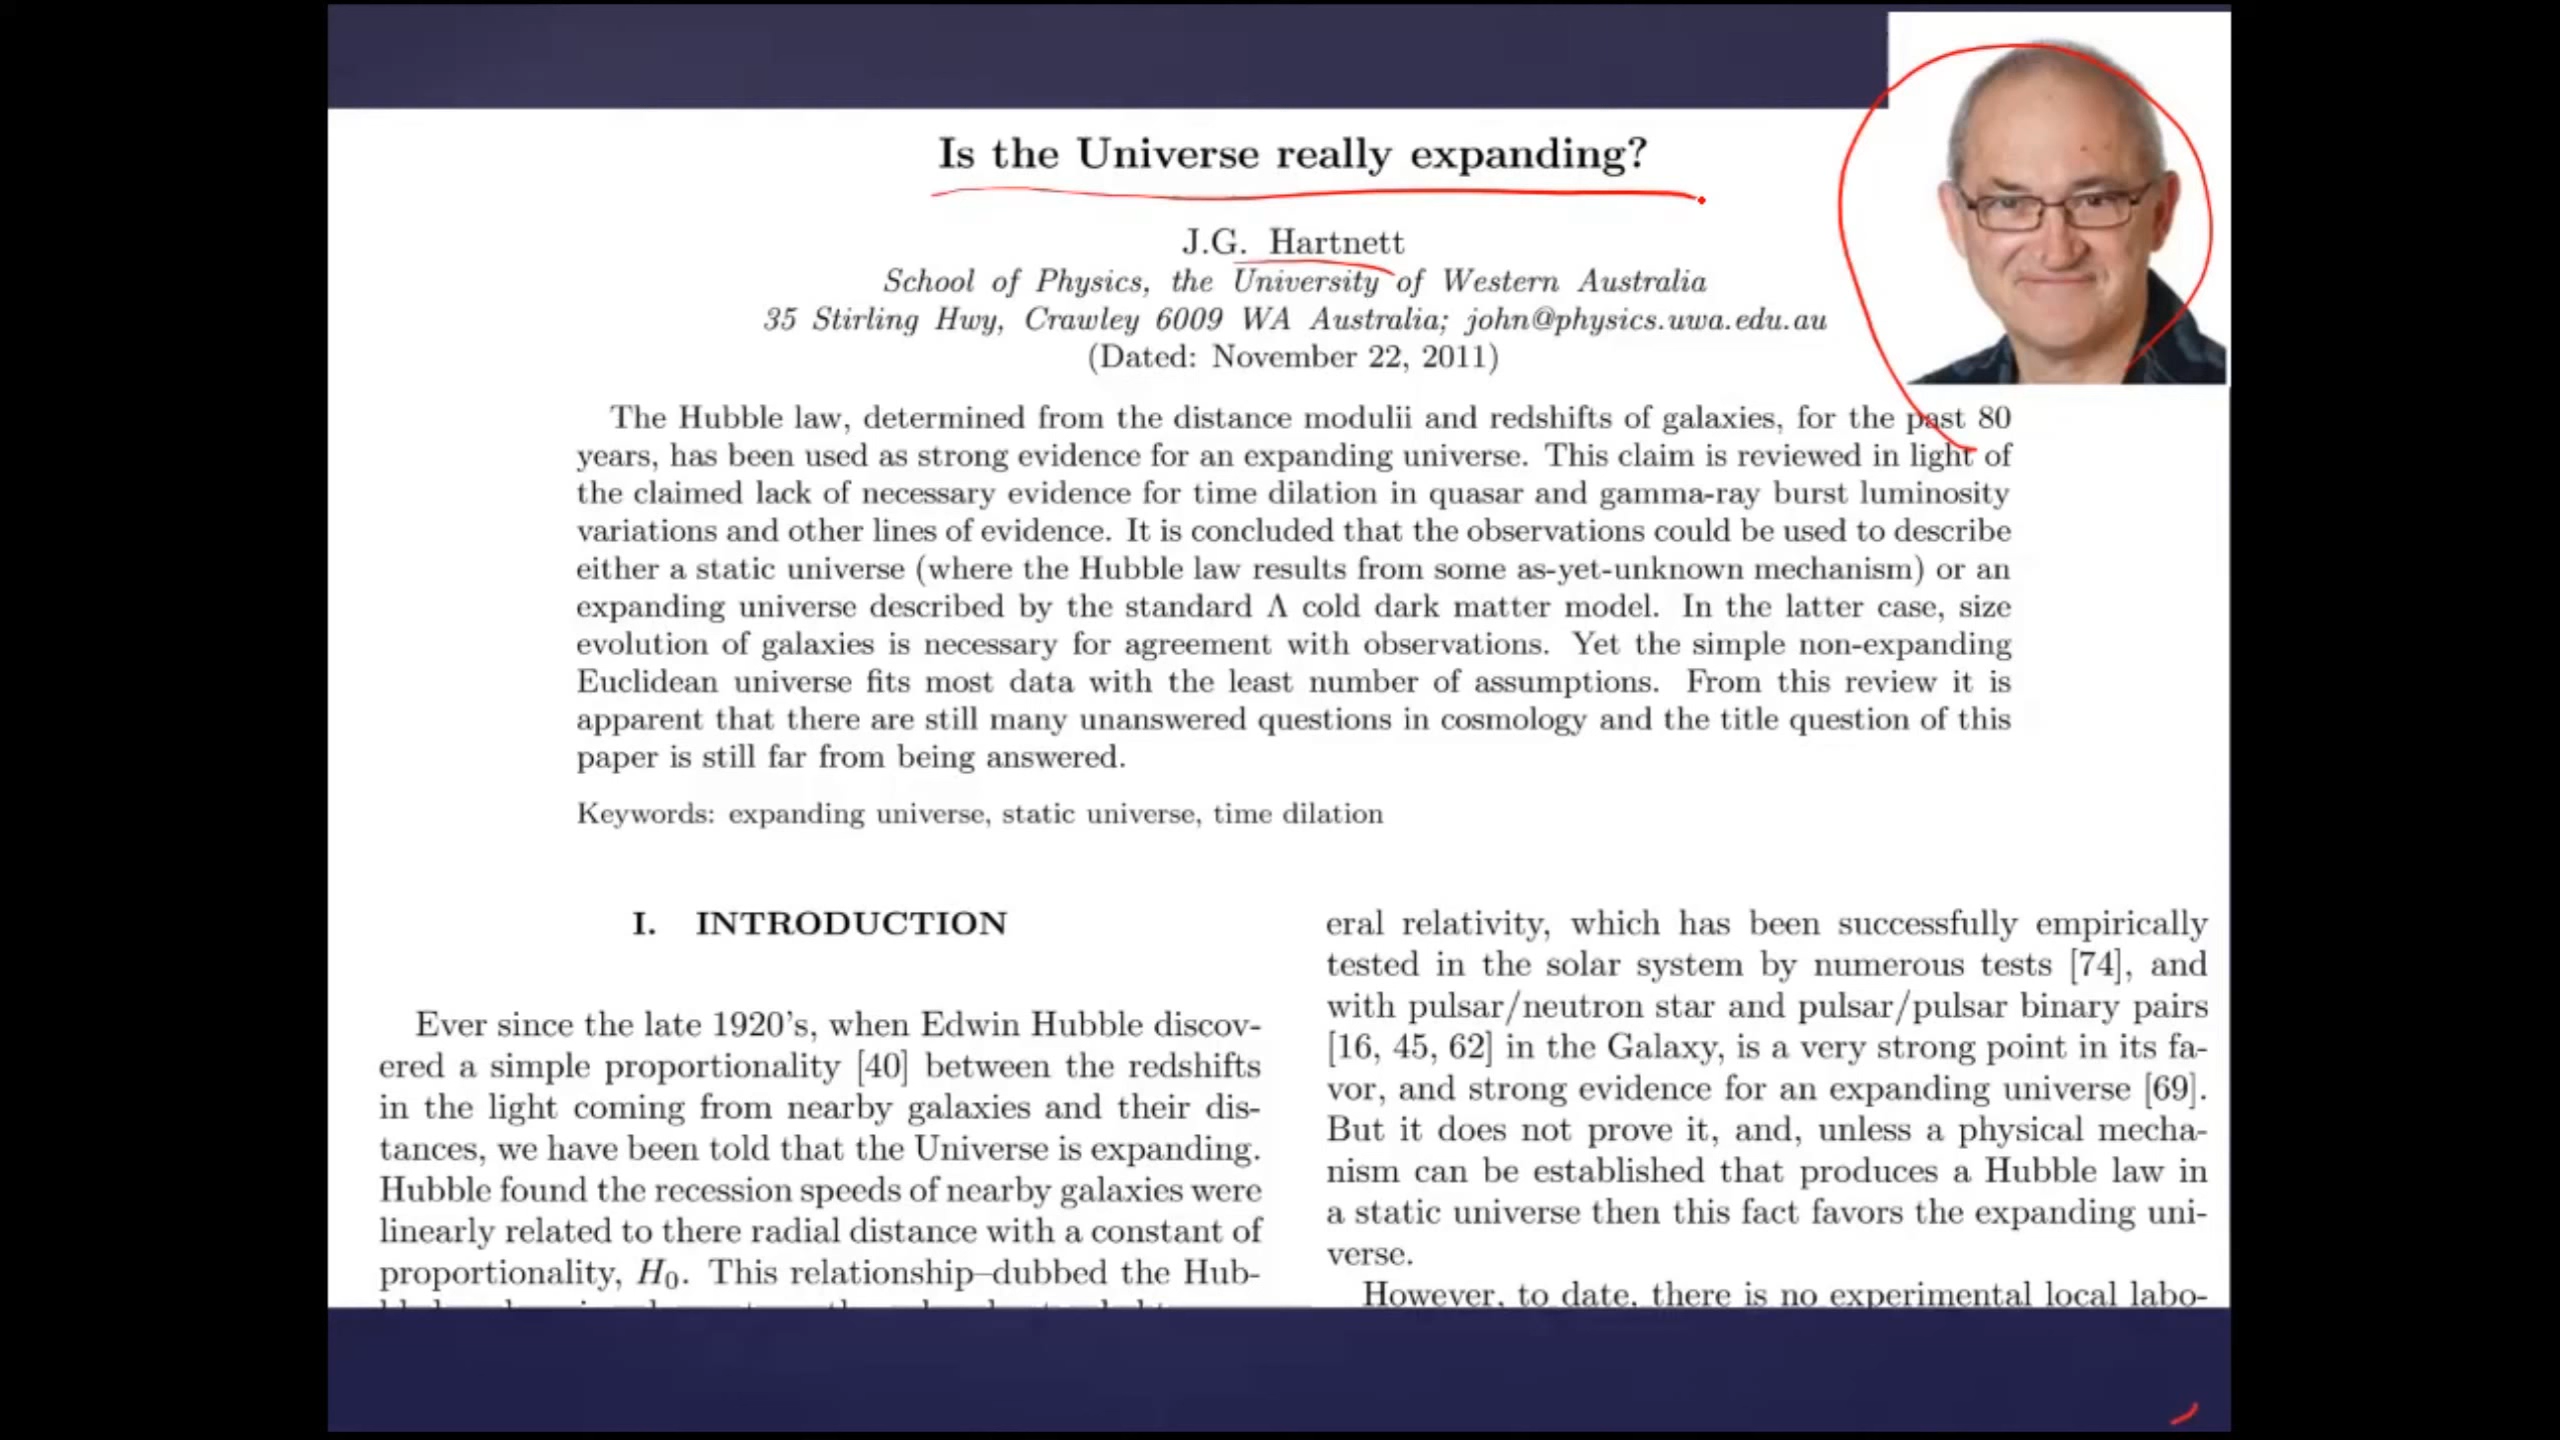 Is the Universe really expanding?
J.G. Hartnett
School of Physics, the University of Western Australia
35 Stirling Hwy, Crawley 6009 WA Australia; john@physics.uwa.edu.au
(Dated: November 22, 2011)
The Hubble law, determined from the distance modulii and redshifts of galaxies, for the past 80
years, has been used as strong evidence for an expanding universe. This claim is reviewed in light of
the claimed lack of necessary evidence for time dilation in quasar and gamma-ray burst luminosity
variations and other lines of evidence. It is concluded that the observations could be used to describe
either a static universe (where the Hubble law results from some as-yet-unknown mechanism) or an
expanding universe described by the standard Λ cold dark matter model. In the latter case, size
evolution of galaxies is necessary for agreement with observations. Yet the simple non-expanding
Euclidean universe fits most data with the least number of assumptions. From this review it is
apparent that there are still many unanswered questions in cosmology and the title question of this
paper is still far from being answered.
Keywords: expanding universe, static universe, time dilation
I. INTRODUCTION
Ever since the late 1920's, when Edwin Hubble discov-
ered a simple proportionality [40] between the redshifts
in the light coming from nearby galaxies and their dis-
tances, we have been told that the Universe is expanding.
Hubble found the recession speeds of nearby galaxies were
linearly related to there radial distance with a constant of
proportionality, H0. This relationship–dubbed the Hub-
eral relativity, which has been successfully empirically
tested in the solar system by numerous tests [74], and
with pulsar/neutron star and pulsar/pulsar binary pairs
[16, 45, 62] in the Galaxy, is a very strong point in its fa-
vor, and strong evidence for an expanding universe [69].
But it does not prove it, and, unless a physical mecha-
nism can be established that produces a Hubble law in
a static universe then this fact favors the expanding uni-
verse.
However, to date, there is no experimental local labo-